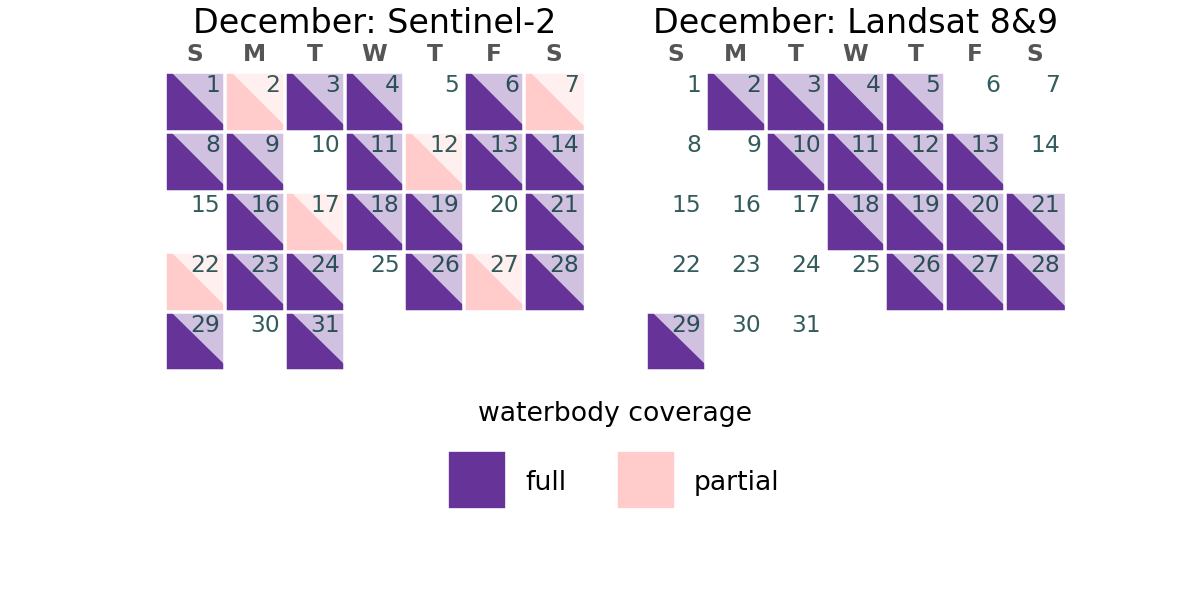 December: Sentinel-2
S M T W T F S
1 2 3 4 5 6 7
8 9 10 11 12 13 14
15 16 17 18 19 20 21
22 23 24 25 26 27 28
29 30 31
December: Landsat 8&9
S M T W T F S
1 2 3 4 5 6 7
8 9 10 11 12 13 14
15 16 17 18 19 20 21
22 23 24 25 26 27 28
29 30 31
waterbody coverage
full partial